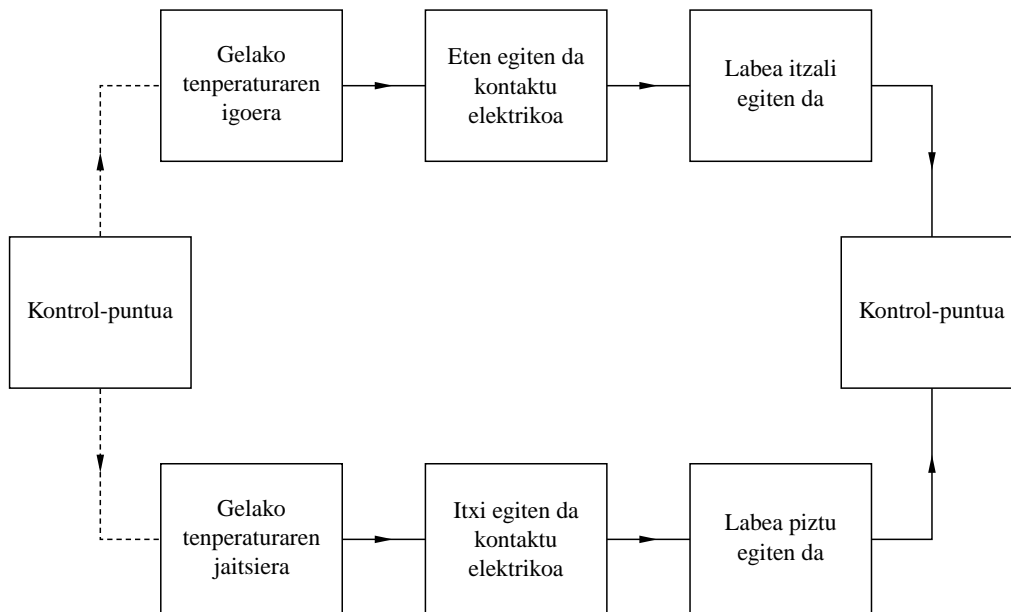 Gelako
tenperaturaren
igoera
Eten egiten da
kontaktu
elektrikoa
Labea itzali
egiten da
Kontrol-puntua
Kontrol-puntua
Gelako
tenperaturaren
jaitsiera
Itxi egiten da
kontaktu
elektrikoa
Labea piztu
egiten da